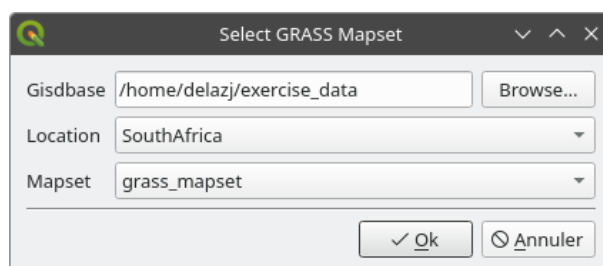 Select GRASS Mapset
Gisdbase /home/delazj/exercise_data Browse...
Location SouthAfrica
Mapset grass_mapset
Ok Annuler